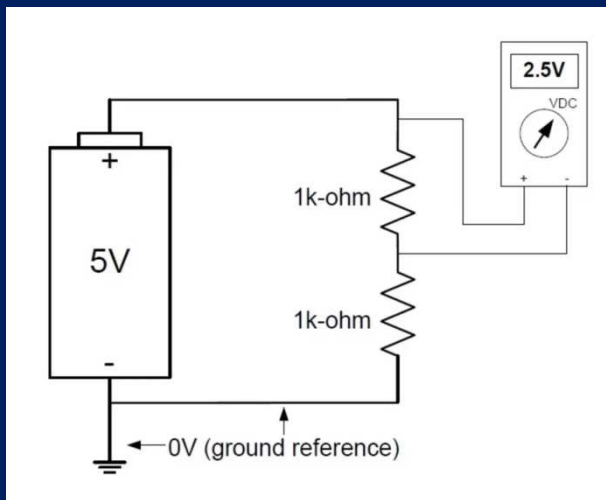 2.5V
VDC
+ -
+
1k-ohm
5V
1k-ohm
-
0V (ground reference)